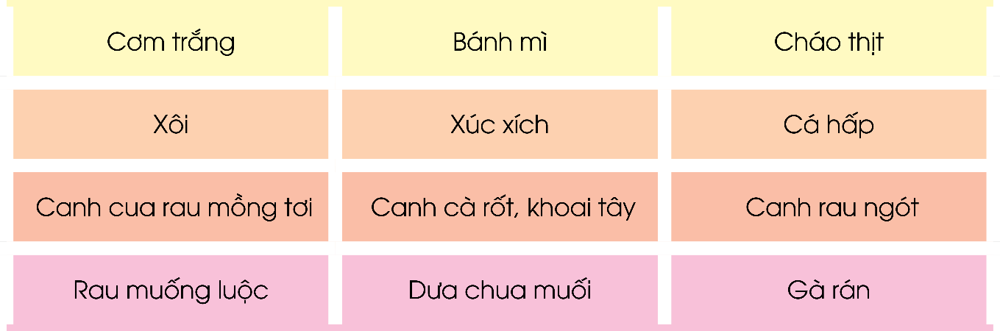 Cơm trắng
Bánh mì
Cháo thịt
Xôi
Xúc xích
Cá hấp
Canh cua rau mồng tơi
Canh cà rốt, khoai tây
Canh rau ngót
Rau muống luộc
Dưa chua muối
Gà rán